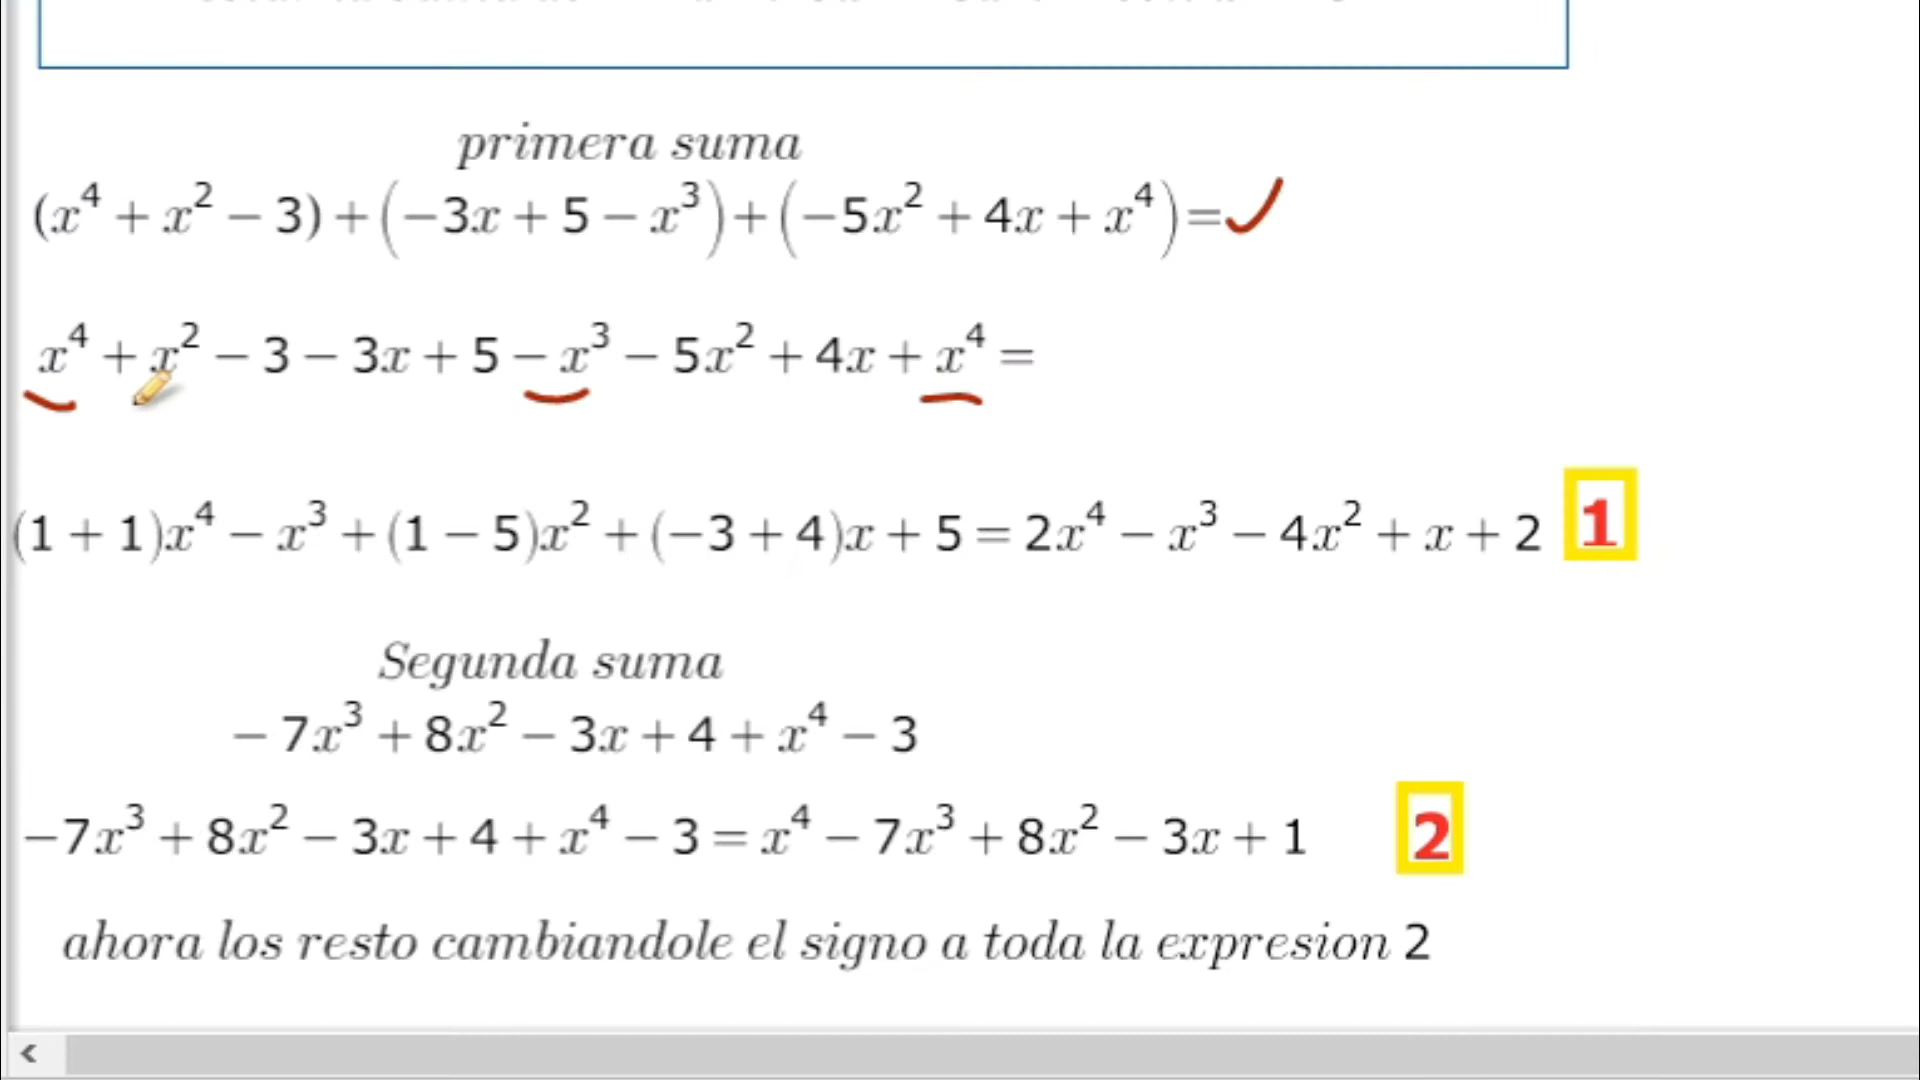 primera suma
(x⁴ + x² − 3) + (−3x + 5 − x³) + (−5x² + 4x + x⁴) =
x⁴ + x² − 3 − 3x + 5 − x³ − 5x² + 4x + x⁴ =
(1 + 1)x⁴ − x³ + (1 − 5)x² + (−3 + 4)x + 5 = 2x⁴ − x³ − 4x² + x + 2 1
Segunda suma
− 7x³ + 8x² − 3x + 4 + x⁴ − 3
−7x³ + 8x² − 3x + 4 + x⁴ − 3 = x⁴ − 7x³ + 8x² − 3x + 1 2
ahora los resto cambiandole el signo a toda la expresion 2